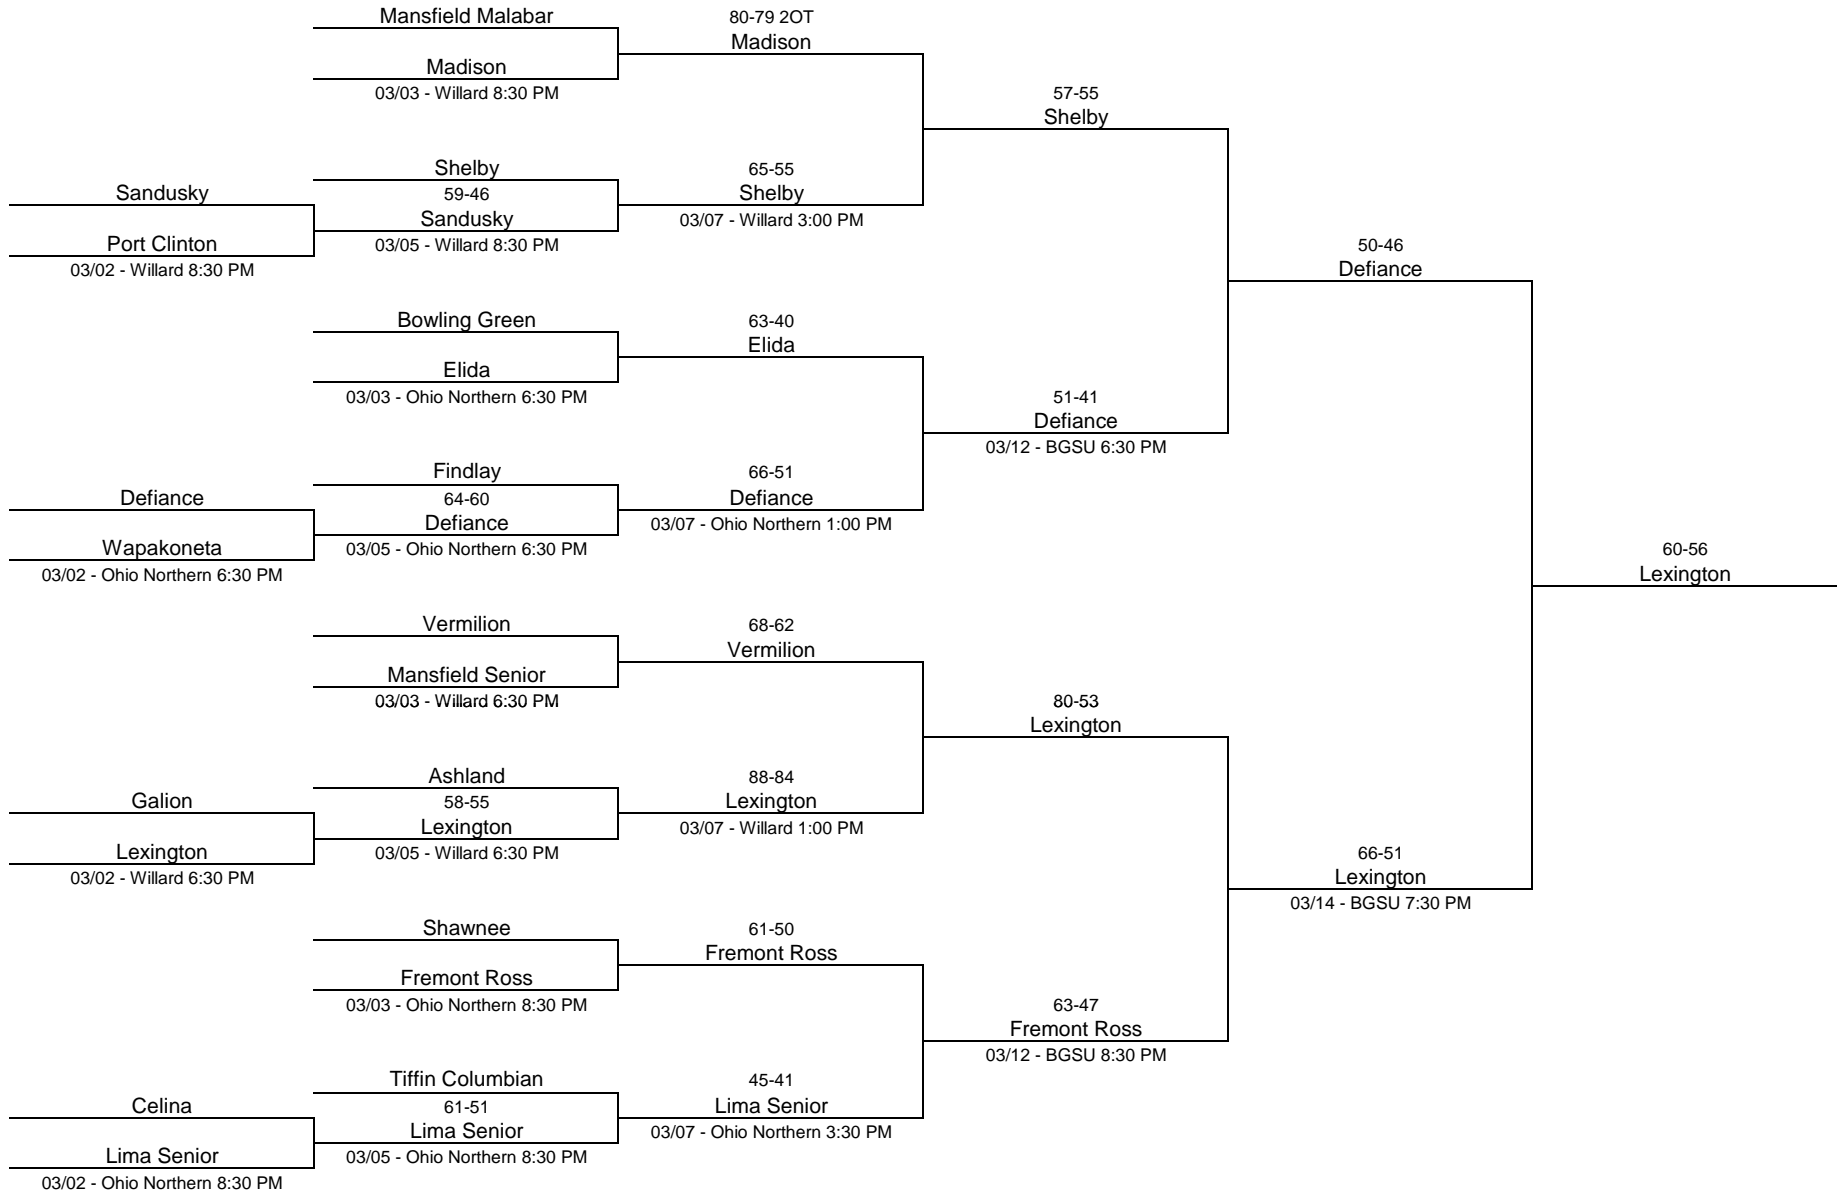 Mansfield Malabar
80-79 2OT
Madison
Madison
03/03 - Willard 8:30 PM
57-55
Shelby
Shelby
65-55
Sandusky
59-46
Shelby
Sandusky
03/07 - Willard 3:00 PM
Port Clinton
03/05 - Willard 8:30 PM
50-46
03/02 - Willard 8:30 PM
Defiance
Bowling Green
63-40
Elida
Elida
03/03 - Ohio Northern 6:30 PM
51-41
Defiance
03/12 - BGSU 6:30 PM
Findlay
66-51
Defiance
64-60
Defiance
Defiance
03/07 - Ohio Northern 1:00 PM
Wapakoneta
03/05 - Ohio Northern 6:30 PM
60-56
03/02 - Ohio Northern 6:30 PM
Lexington
Vermilion
68-62
Vermilion
Mansfield Senior
03/03 - Willard 6:30 PM
80-53
Lexington
Ashland
88-84
Galion
58-55
Lexington
Lexington
03/07 - Willard 1:00 PM
Lexington
03/05 - Willard 6:30 PM
66-51
03/02 - Willard 6:30 PM
Lexington
03/14 - BGSU 7:30 PM
Shawnee
61-50
Fremont Ross
Fremont Ross
03/03 - Ohio Northern 8:30 PM
63-47
Fremont Ross
03/12 - BGSU 8:30 PM
Tiffin Columbian
45-41
Celina
61-51
Lima Senior
Lima Senior
03/07 - Ohio Northern 3:30 PM
Lima Senior
03/05 - Ohio Northern 8:30 PM
03/02 - Ohio Northern 8:30 PM